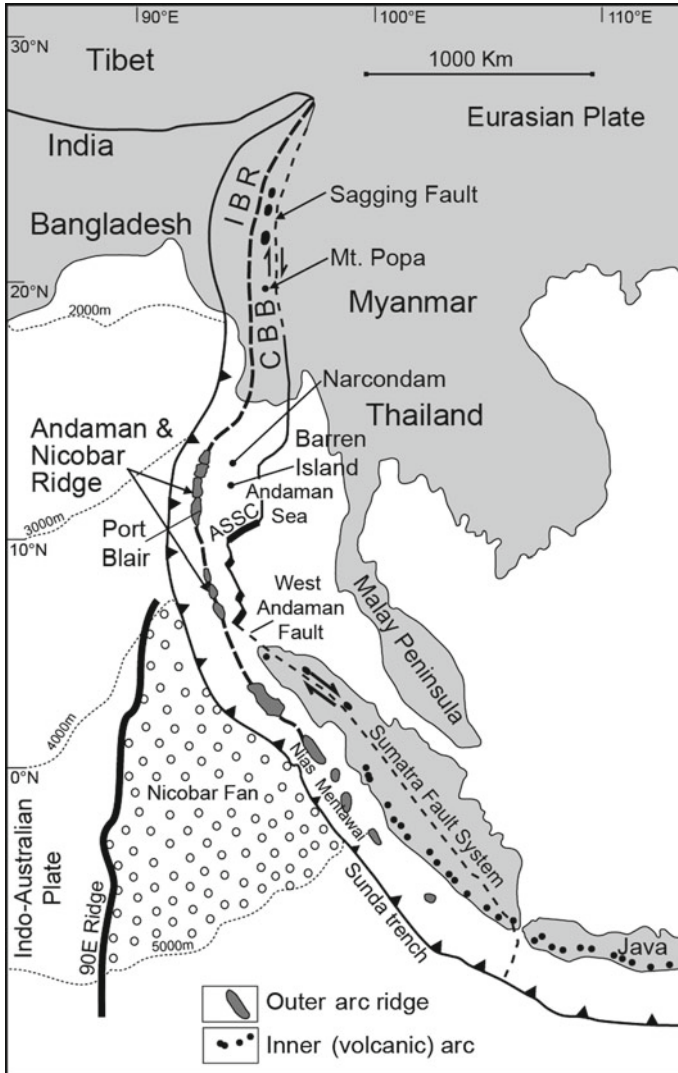 90°E
100°E
110°E
30°N
Tibet
1000 Km
Eurasian Plate
India
IBR
Sagging Fault
Bangladesh
Mt. Popa
20°N
Myanmar
2000m
CBB
Narcondam
Thailand
Andaman &
Nicobar
Ridge
Barren
Island
Andaman
Sea
3000m
Port
Blair
ASSC
10°N
West
Andaman
Fault
Malay Peninsula
4000m
Sumatra Fault System
0°N
Nias
Mentawai
Nicobar Fan
Indo-Australian
Plate
90E Ridge
Sunda trench
5000m
Java
Outer arc ridge
Inner (volcanic) arc